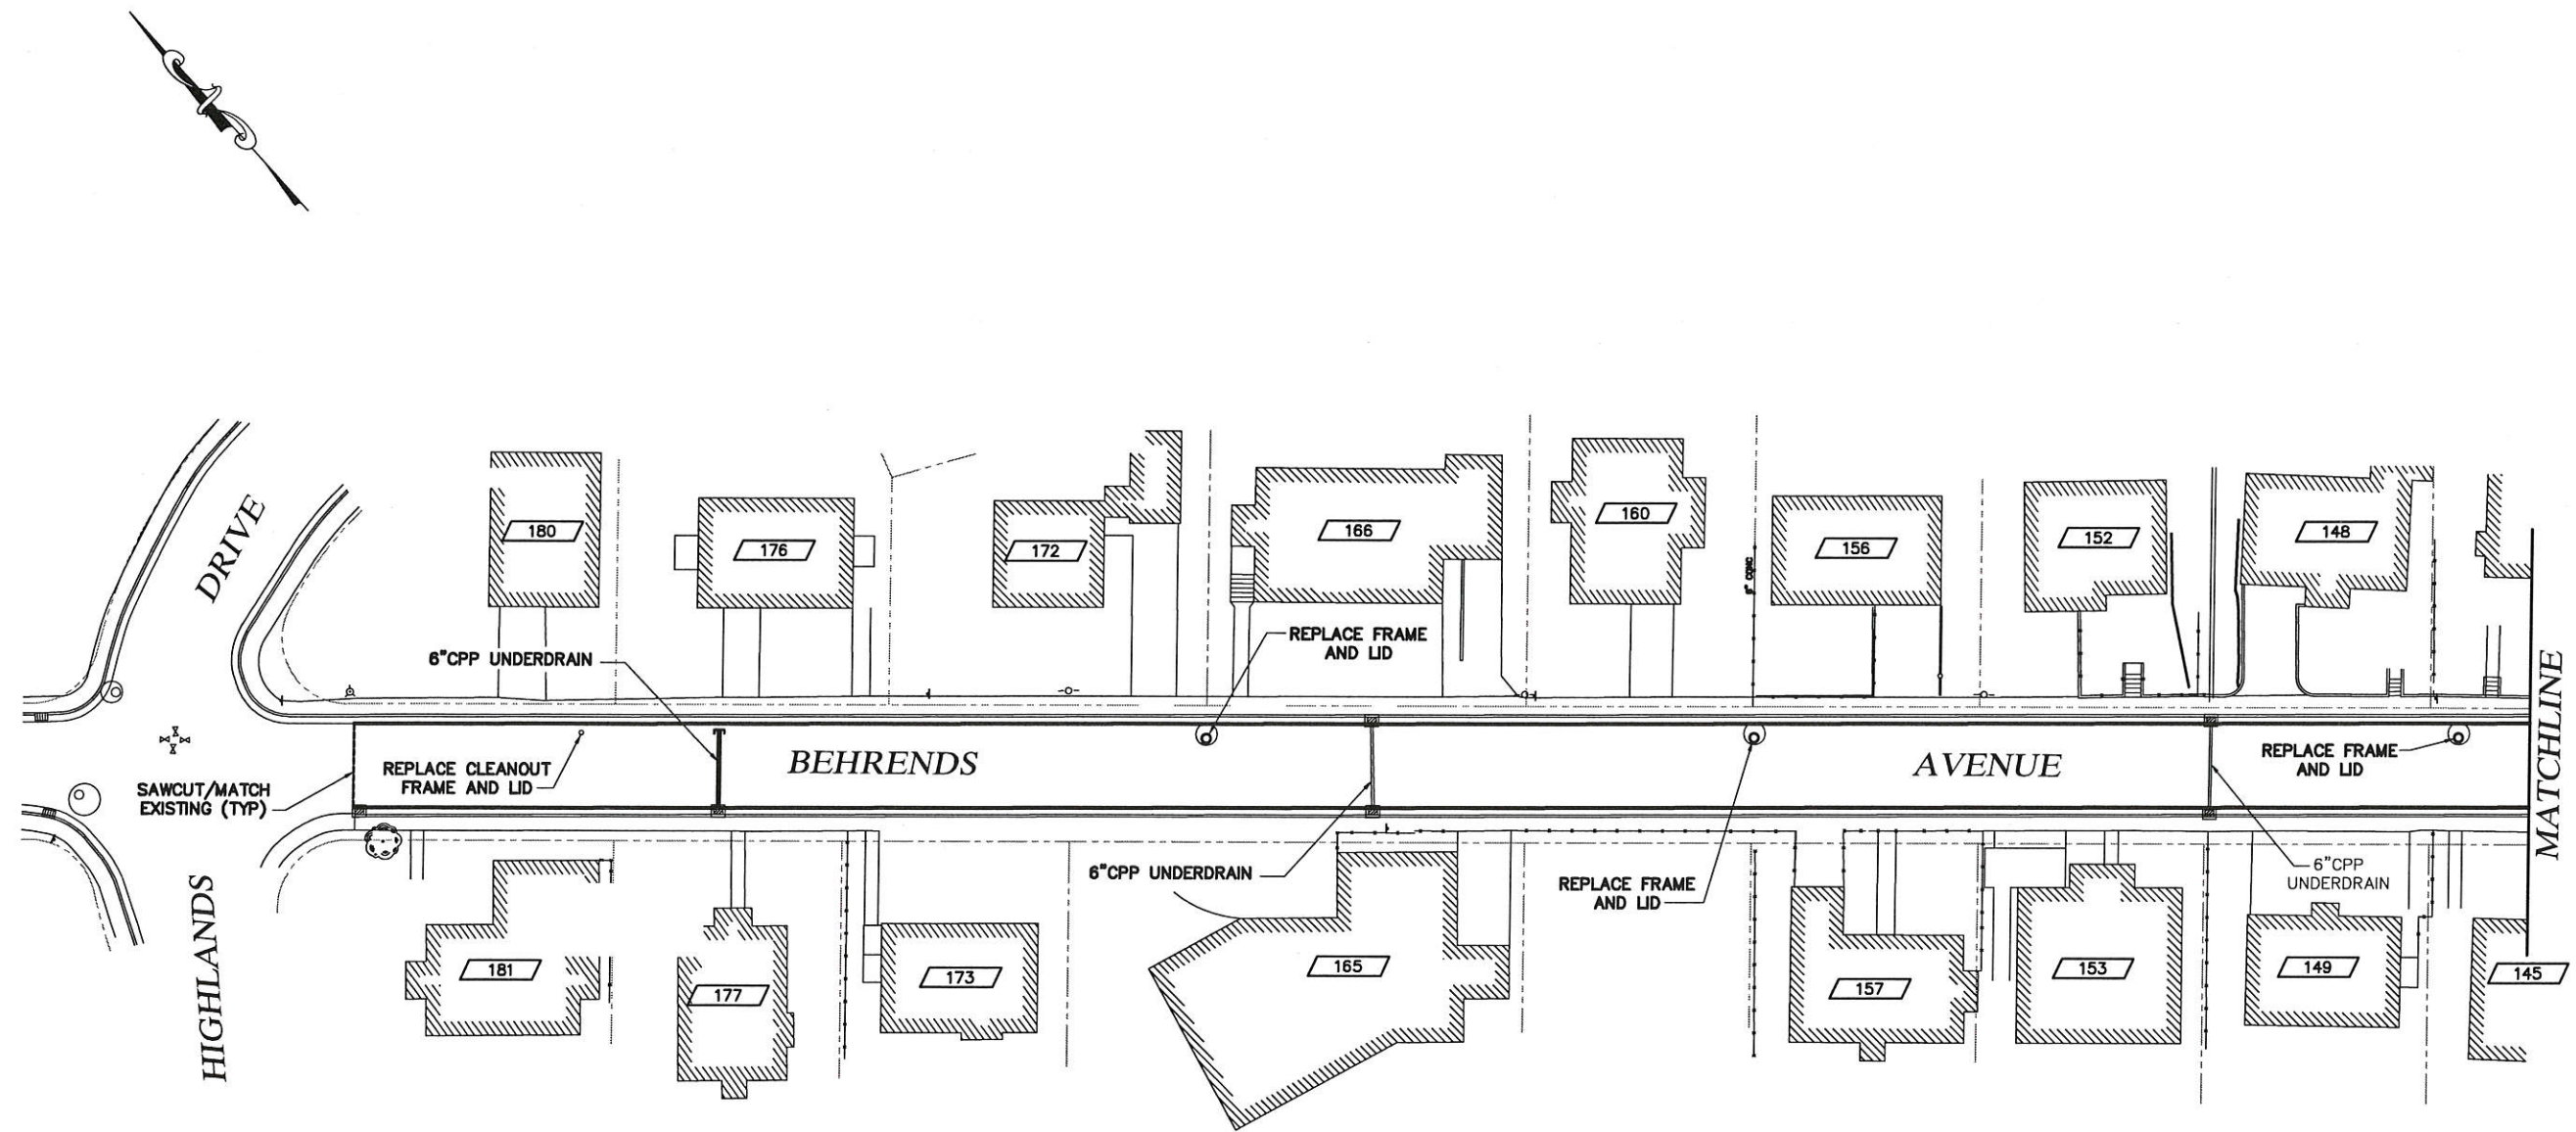 180
176
172
166
160
156
152
148
DRIVE
6"CPP UNDERDRAIN
REPLACE FRAME
AND LID
MATCHLINE
SAWCUT/MATCH
EXISTING (TYP)
REPLACE CLEANOUT
FRAME AND LID
BEHRENDS
AVENUE
REPLACE FRAME
AND LID
6"CPP UNDERDRAIN
REPLACE FRAME
AND LID
6"CPP
UNDERDRAIN
HIGHLANDS
181
177
173
165
157
153
149
145